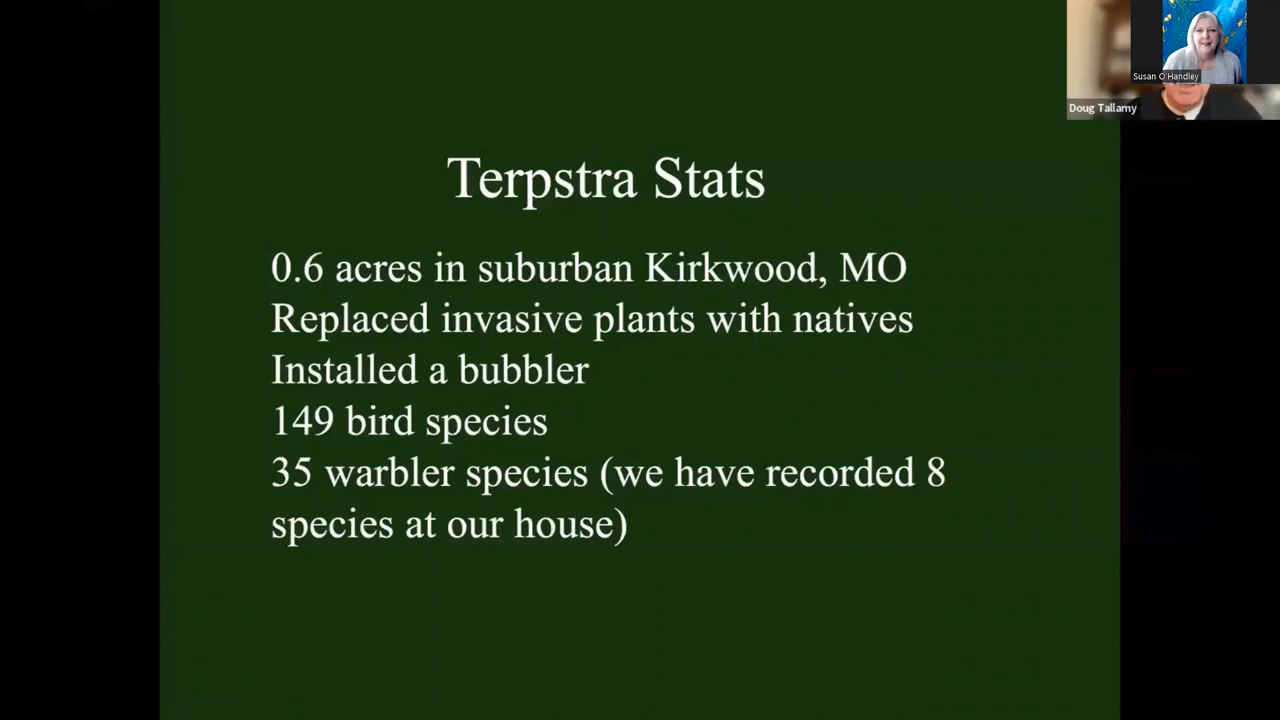 Susan O'Handley
Doug Tallamy
Terpstra Stats
0.6 acres in suburban Kirkwood, MO
Replaced invasive plants with natives
Installed a bubbler
149 bird species
35 warbler species (we have recorded 8
species at our house)